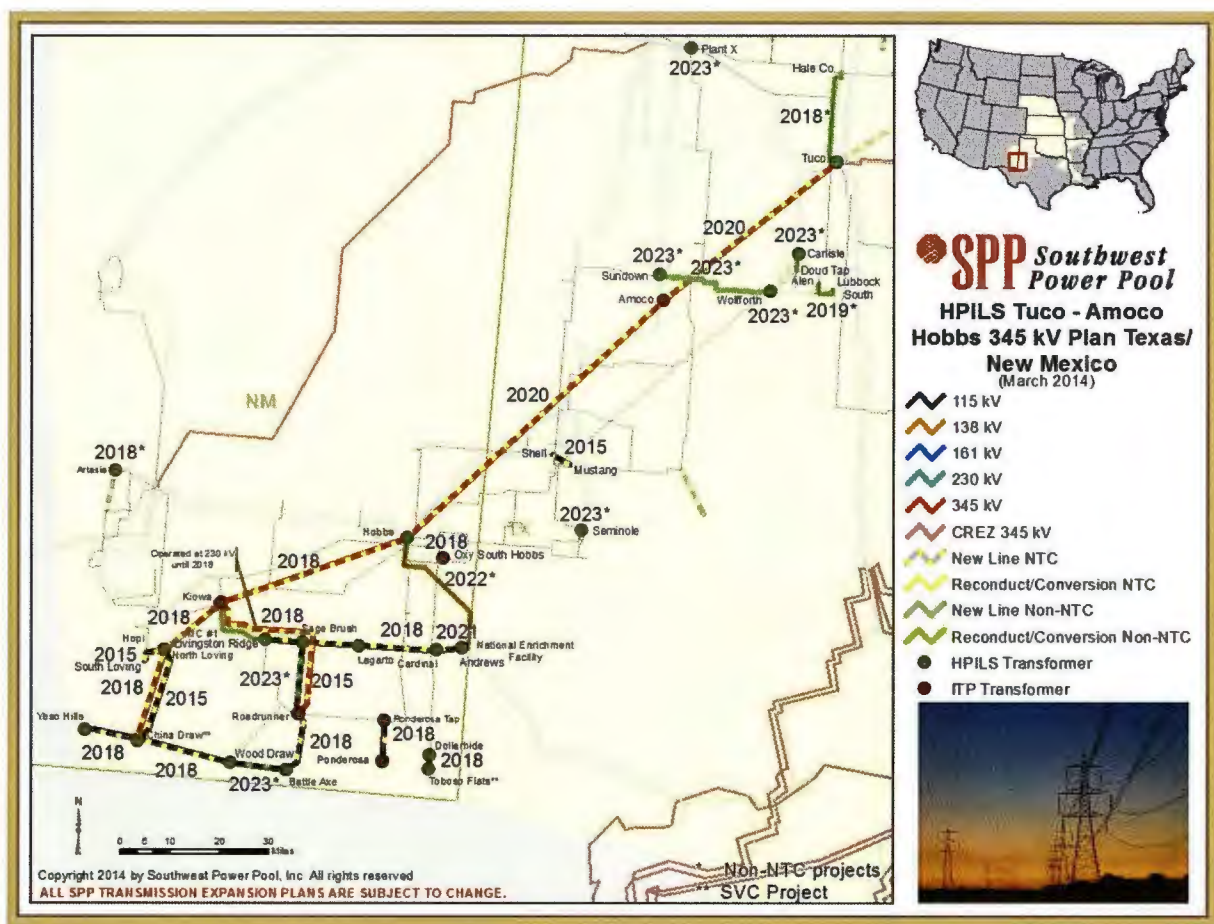 Plant X
2023*
Hale Co.
2018*
Tuco
2020
2023*
Carlisle
2023*
2023*
Sundown
Doud Tap
Allen
Lubbock
South
Amoco
Wolfforth
2023*
2019*
2020
NM
2018*
Artesia
Shell
2015
Mustang
2023*
Seminole
Hobbs
2018
Oxy South Hobbs
Operated at 230 kV
until 2018
2018
2022*
Kiowa
2018
2018
Hopi
Livingston Ridge
Sage Brush
2018
2021
National Enrichment
Facility
2015
North Loving
Lagarto
Cardinal
Andrews
South Loving
2018
2015
2023*
2015
Yeso Hills
Roadrunner
Ponderosa Tap
2018
China Draw**
2018
Dollarhide
2018
2018
Wood Draw
2018
Ponderosa
2023*
Battle Axe
Toboso Flats**
N
0 5 10 20 30
Miles
Copyright 2014 by Southwest Power Pool, Inc All rights reserved
ALL SPP TRANSMISSION EXPANSION PLANS ARE SUBJECT TO CHANGE.
* Non-NTC projects
** SVC Project
SPP Southwest
Power Pool
HPILS Tuco - Amoco
Hobbs 345 kV Plan Texas/
New Mexico
(March 2014)
115 kV
138 kV
161 kV
230 kV
345 kV
CREZ 345 kV
New Line NTC
Reconduct/Conversion NTC
New Line Non-NTC
Reconduct/Conversion Non-NTC
HPILS Transformer
ITP Transformer